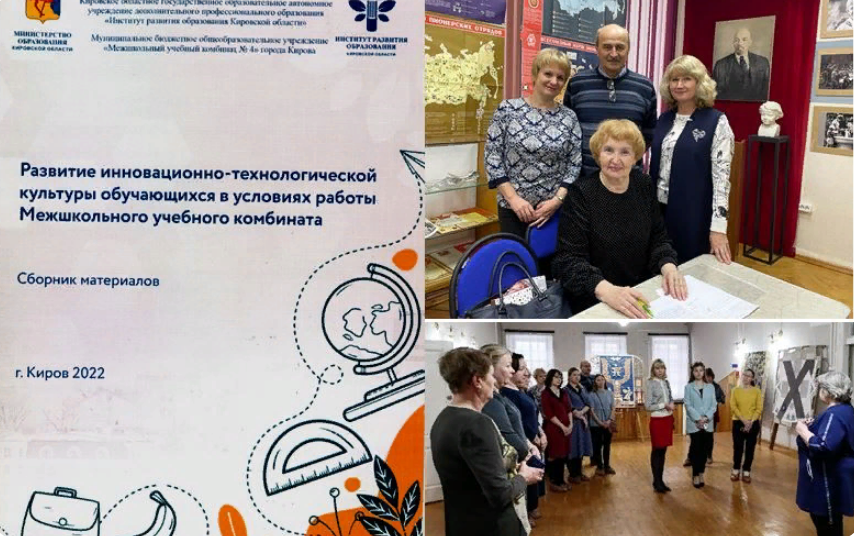 Кировское областное государственное образовательное автономное
учреждение дополнительного профессионального образования
«Институт развития образования Кировской области»
МИНИСТЕРСТВО
ОБРАЗОВАНИЯ
КИРОВСКОЙ ОБЛАСТИ
ИНСТИТУТ РАЗВИТИЯ
ОБРАЗОВАНИЯ
КИРОВСКОЙ ОБЛАСТИ
Муниципальное бюджетное общеобразовательное учреждение
«Межшкольный учебный комбинат № 4» города Кирова
Развитие инновационно-технологической
культуры обучающихся в условиях работы
Межшкольного учебного комбината
Сборник материалов
г. Киров 2022
ПИОНЕРСКИХ ОТРЯДОВ
Х